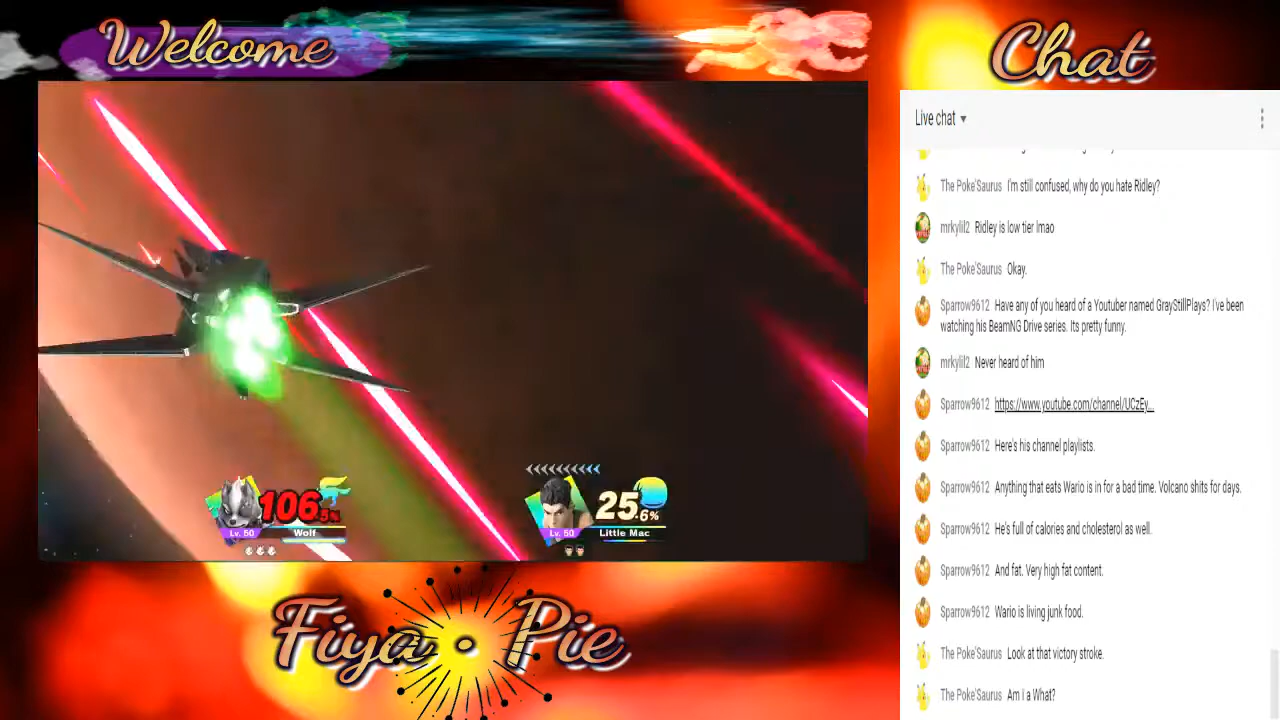 Welcome
Chat
Live chat
The Poke'Saurus I'm still confused, why do you hate Ridley?
mrkylil2 Ridley is low tier lmao
The Poke'Saurus Okay.
Sparrow9612 Have any of you heard of a Youtuber named GrayStillPlays? I've been
watching his BeamNG Drive series. Its pretty funny.
mrkylil2 Never heard of him
Sparrow9612 https://www.youtube.com/channel/UCzEy...
Sparrow9612 Here's his channel playlists.
Sparrow9612 Anything that eats Wario is in for a bad time. Volcano shits for days.
Sparrow9612 He's full of calories and cholesterol as well.
Sparrow9612 And fat. Very high fat content.
Sparrow9612 Wario is living junk food.
The Poke'Saurus Look at that victory stroke.
The Poke'Saurus Am i a What?
106.5%
Lv. 50 Wolf
25.6%
Lv. 50 Little Mac
Fiya • Pie